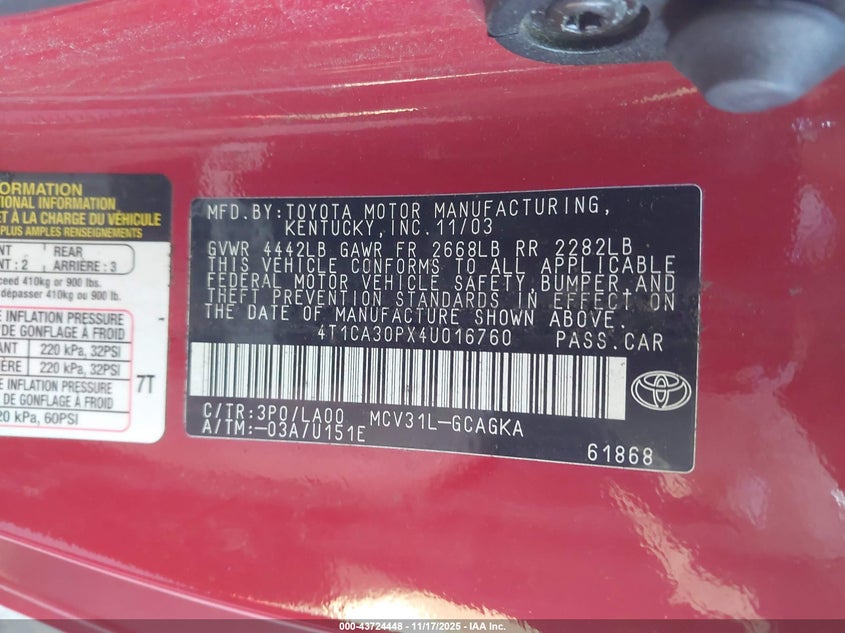 FORMATION
TIONAL INFORMATION
ET À LA CHARGE DU VÉHICULE
PLUS AMPLES RENSEIGNEMENTS
REAR
: 2
ARRIÈRE : 3
ceed 410kg or 900 lbs.
dépasser 410kg ou 900 lb.
E INFLATION PRESSURE
DE GONFLAGE À FROID
220 kPa, 32PSI
220 kPa, 32PSI
INFLATION PRESSURE
DE GONFLAGE À FROID
20 kPa, 60PSI
7T
MFD.BY:TOYOTA MOTOR MANUFACTURING,
KENTUCKY,INC.11/03
GVWR 4442LB GAWR FR 2668LB RR 2282LB
THIS VEHICLE CONFORMS TO ALL APPLICABLE
FEDERAL MOTOR VEHICLE SAFETY,BUMPER,AND
THEFT PREVENTION STANDARDS IN EFFECT ON
THE DATE OF MANUFACTURE SHOWN ABOVE.
4T1CA30PX4U016760 PASS.CAR
C/TR:3P0/LA00 MCV31L-GCAGKA
A/TM:-03A/U151E
61868
TOYOTA
000-43724448 - 11/17/2025 - IAA, Inc.